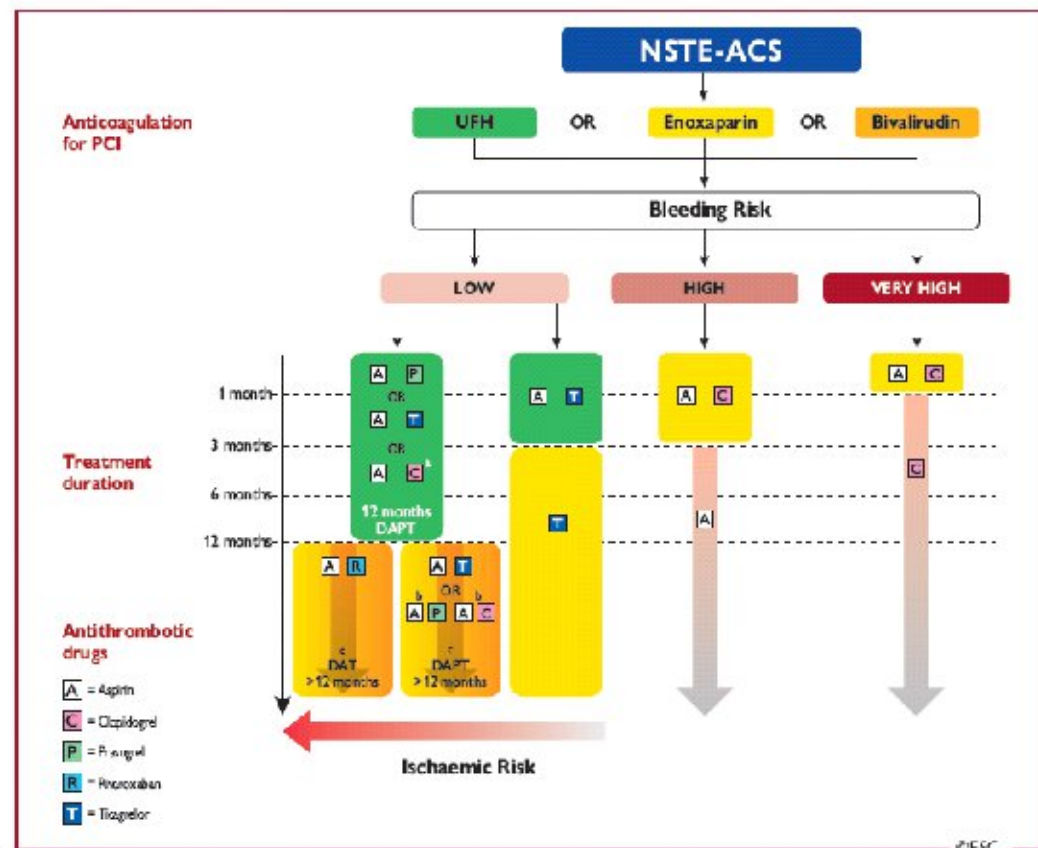 NSTE-ACS
Anticoagulation
for PCI
UFH OR Enoxaparin OR Bivalirudin
Bleeding Risk
LOW HIGH VERY HIGH
A P
OR
A T
OR
A C b
12 months
DAPT
A T
A C
A C
1 month
3 months
6 months
12 months
Treatment
duration
T
A
C
A R
c
DAT
> 12 months
A T
OR
b b
A P A C
c
DAPT
> 12 months
Antithrombotic
drugs
A = Aspirin
C = Clopidogrel
P = Prasugrel
R = Rivaroxaban
T = Ticagrelor
Ischaemic Risk
©ESC